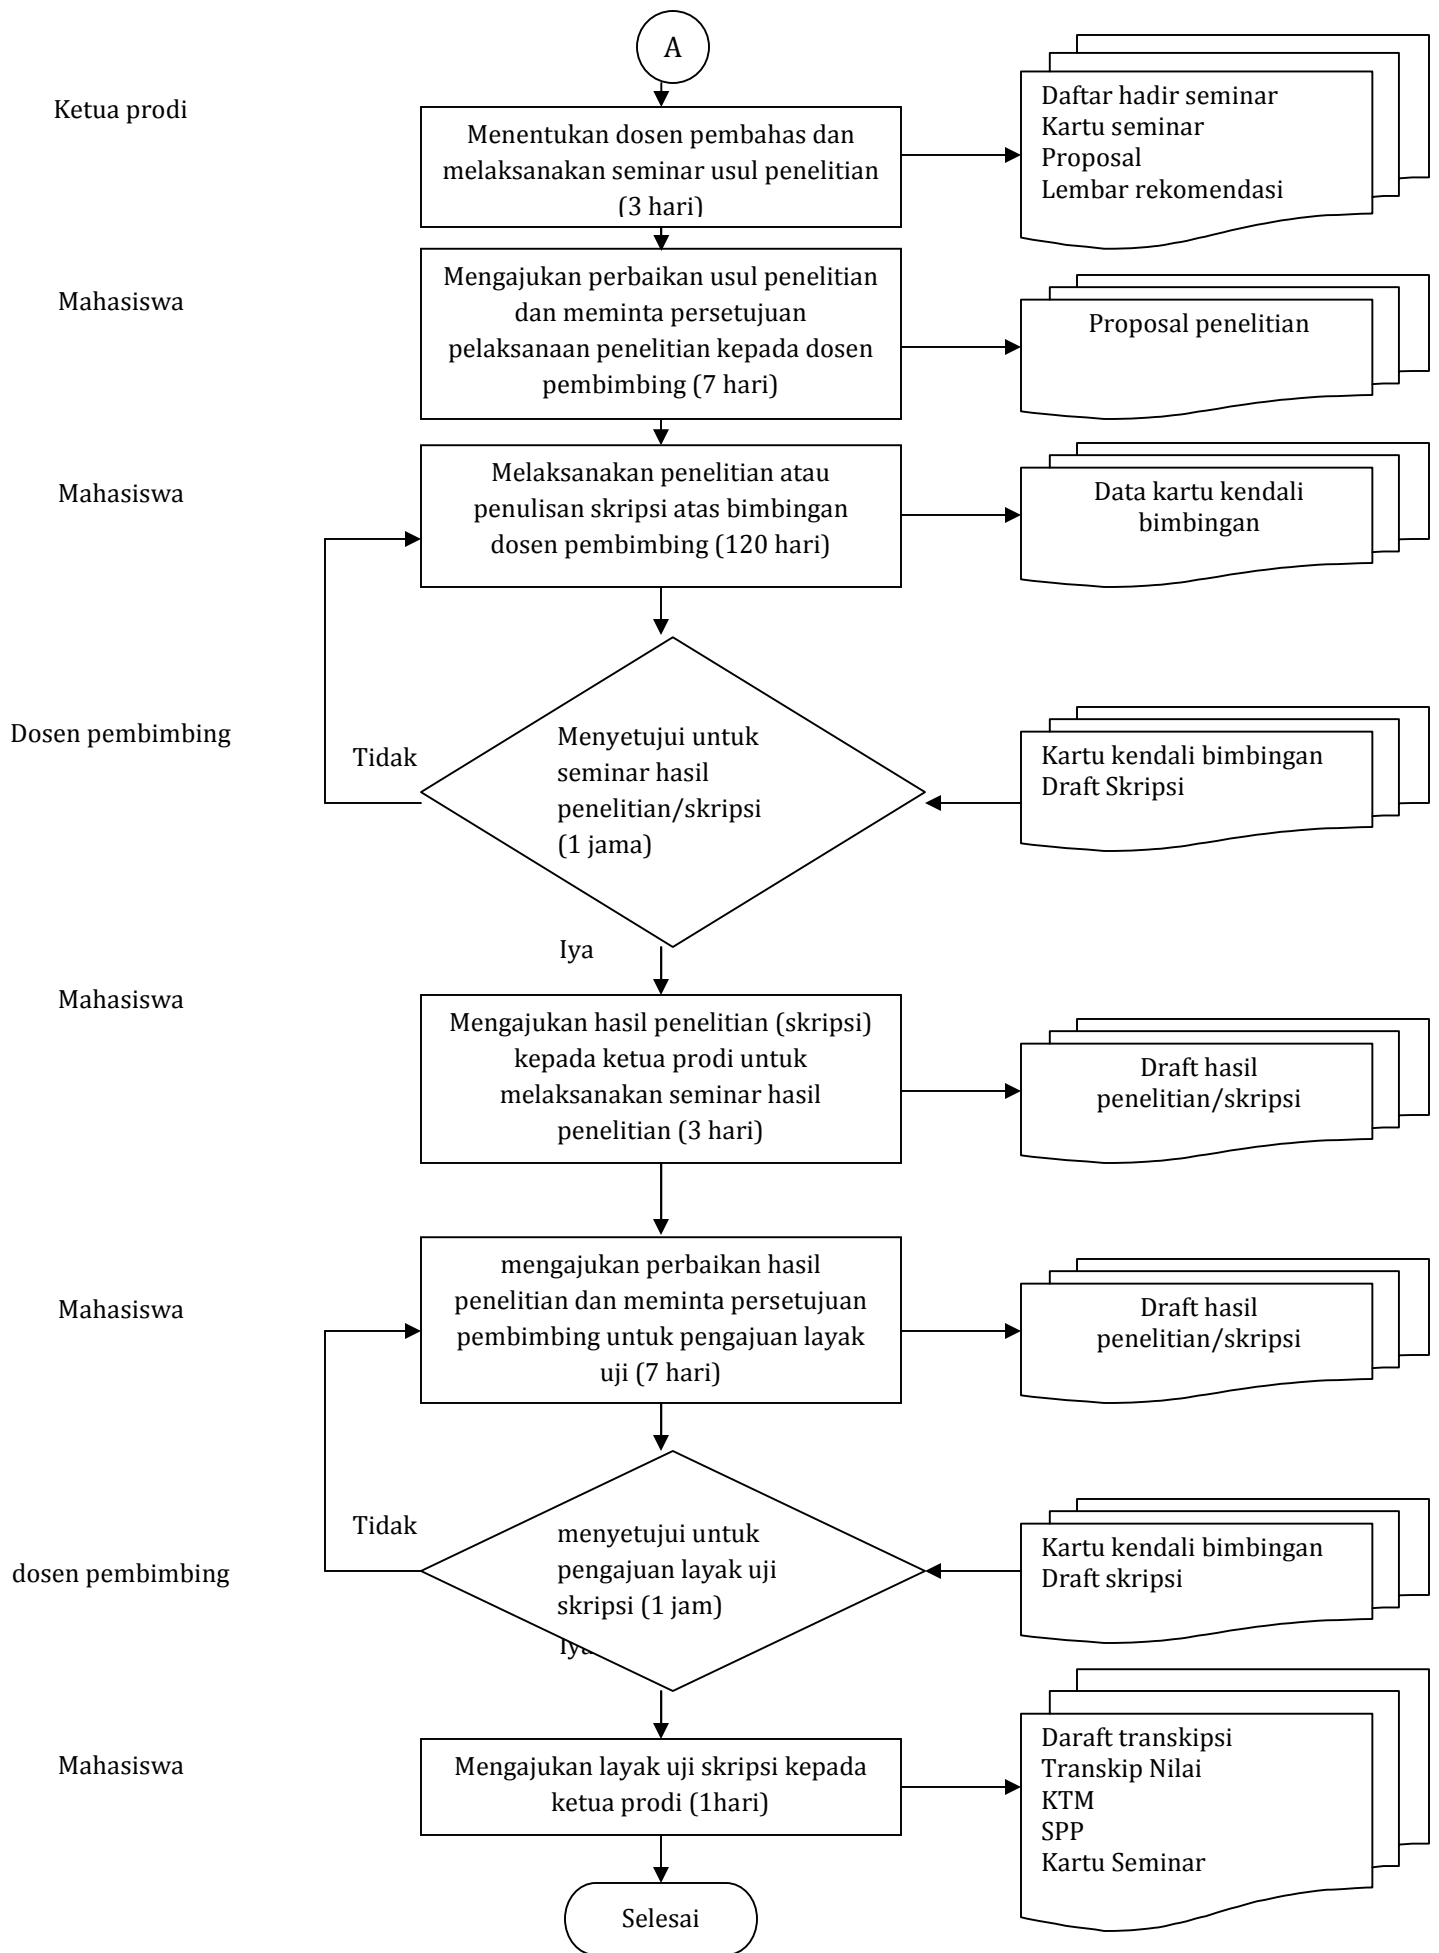 A
Ketua prodi
Menentukan dosen pembahas dan
melaksanakan seminar usul penelitian
(3 hari)
Daftar hadir seminar
Kartu seminar
Proposal
Lembar rekomendasi
Mahasiswa
Mengajukan perbaikan usul penelitian
dan meminta persetujuan
pelaksanaan penelitian kepada dosen
pembimbing (7 hari)
Proposal penelitian
Mahasiswa
Melaksanakan penelitian atau
penulisan skripsi atas bimbingan
dosen pembimbing (120 hari)
Data kartu kendali
bimbingan
Dosen pembimbing
Tidak
Menyetujui untuk
seminar hasil
penelitian/skripsi
(1 jama)
Kartu kendali bimbingan
Draft Skripsi
Iya
Mahasiswa
Mengajukan hasil penelitian (skripsi)
kepada ketua prodi untuk
melaksanakan seminar hasil
penelitian (3 hari)
Draft hasil
penelitian/skripsi
Mahasiswa
mengajukan perbaikan hasil
penelitian dan meminta persetujuan
pembimbing untuk pengajuan layak
uji (7 hari)
Draft hasil
penelitian/skripsi
dosen pembimbing
Tidak
menyetujui untuk
pengajuan layak uji
skripsi (1 jam)
Kartu kendali bimbingan
Draft skripsi
Iya
Mahasiswa
Mengajukan layak uji skripsi kepada
ketua prodi (1hari)
Daraft transkipsi
Transkip Nilai
KTM
SPP
Kartu Seminar
Selesai